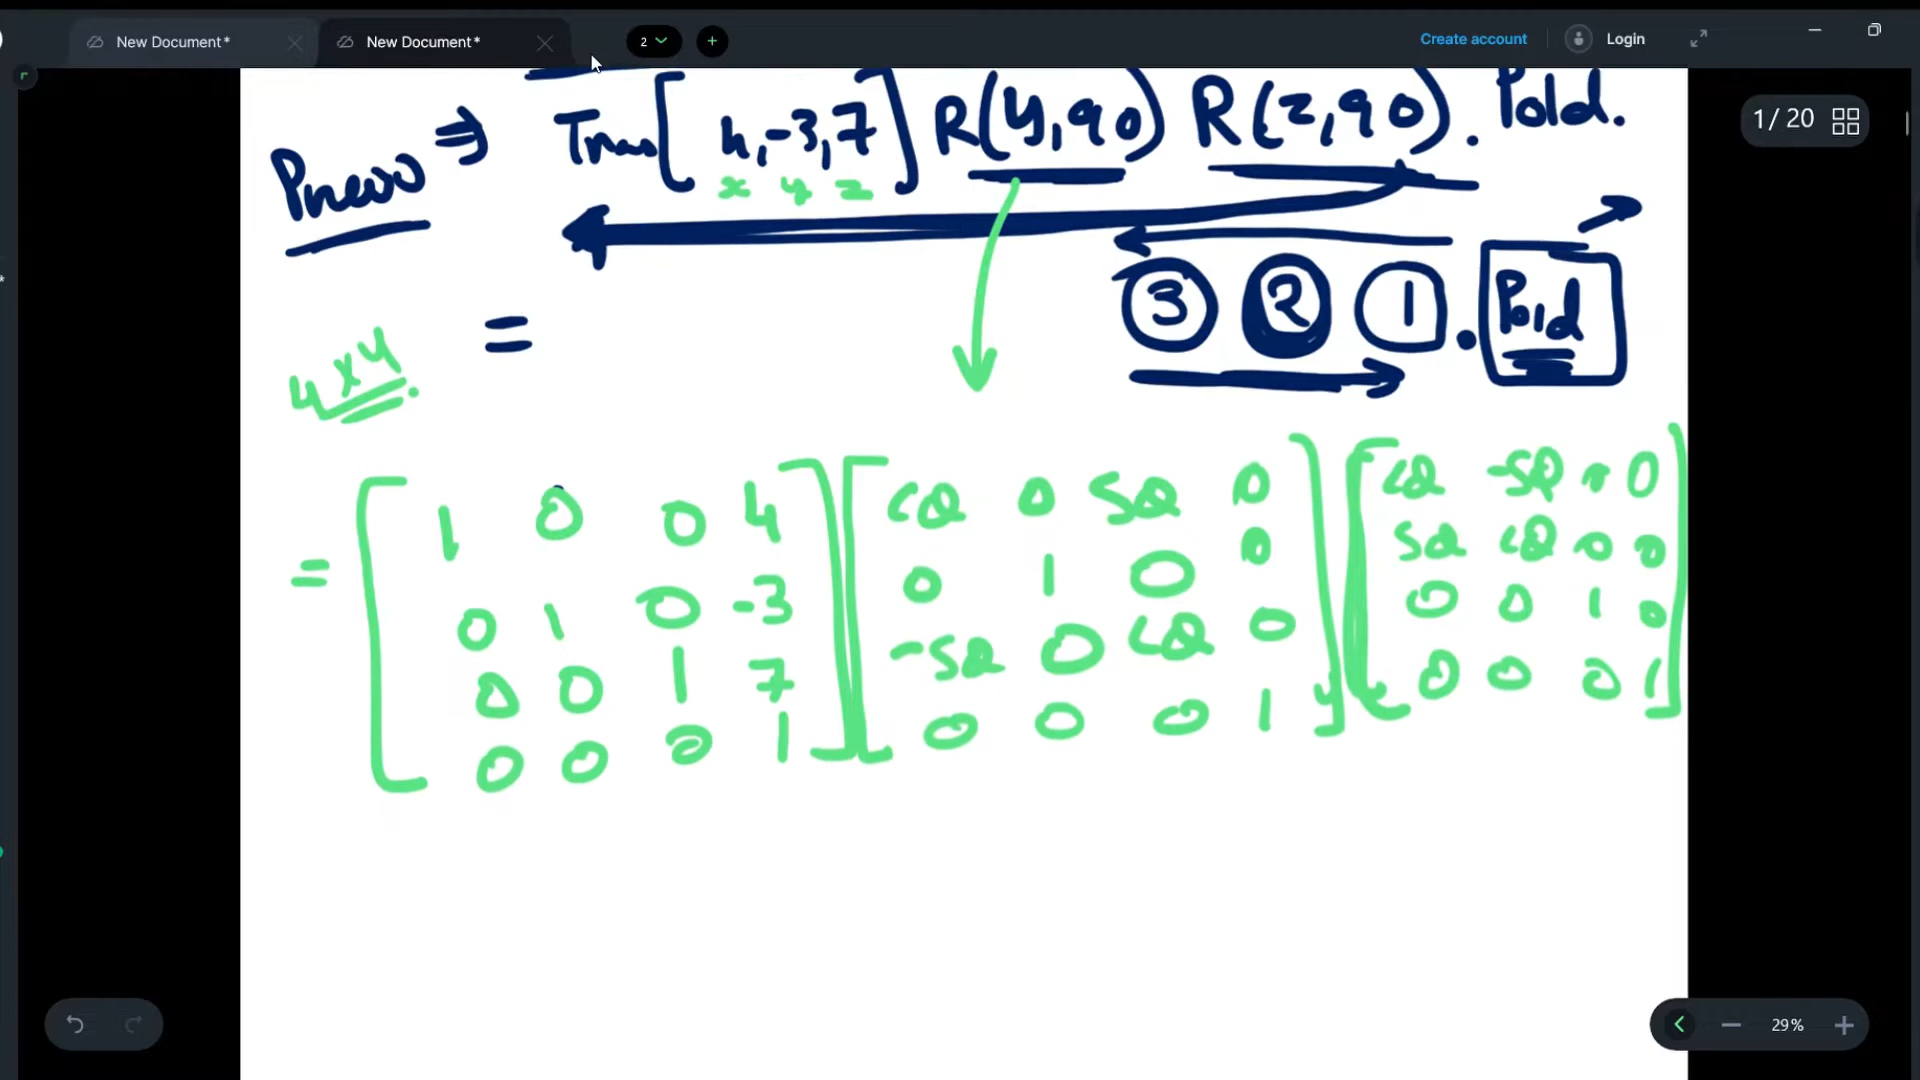 New Document* New Document* 2 + Create account Login
1/ 20
Pnew ⇒ Trans[4,-3,7] R(y,90) R(z,90). Pold.
x y z
= ③ ② ① . Pold
4x4.
= [1 0 0 4] [cθ 0 sθ 0] [cθ -sθ 0 0]
[0 1 0 -3] [0 1 0 0] [sθ cθ 0 0]
[0 0 1 7] [-sθ 0 cθ 0] [0 0 1 0]
[0 0 0 1] [0 0 0 1] [0 0 0 1]
29%